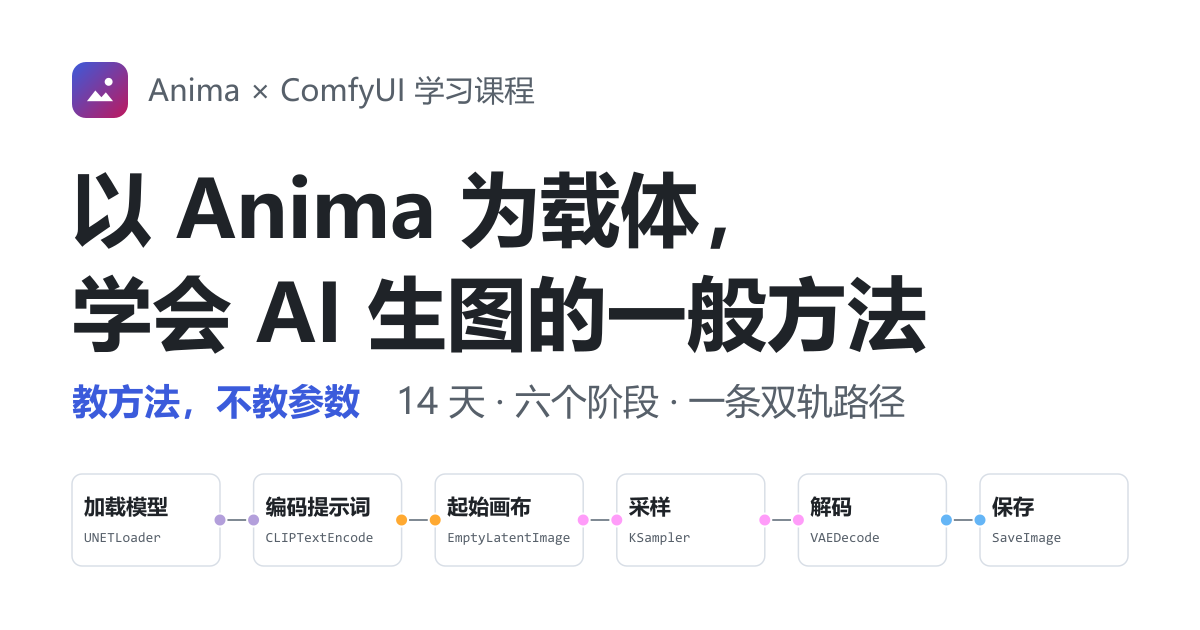 Anima × ComfyUI 学习课程
以 Anima 为载体，
学会 AI 生图的一般方法
教方法，不教参数 14 天 · 六个阶段 · 一条双轨路径
加载模型
UNETLoader
编码提示词
CLIPTextEncode
起始画布
EmptyLatentImage
采样
KSampler
解码
VAEDecode
保存
SaveImage